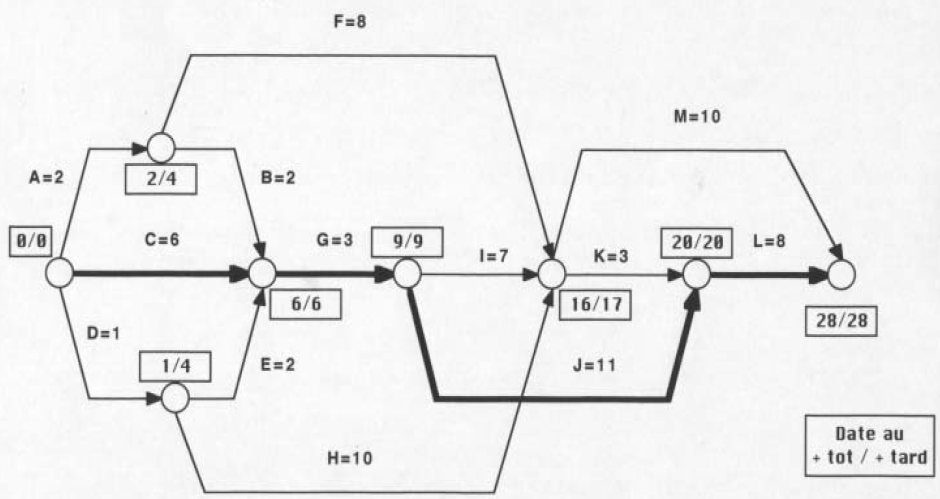 F=8
M=10
A=2
2/4
B=2
0/0
C=6
G=3
9/9
I=7
K=3
20/20
L=8
6/6
16/17
28/28
D=1
1/4
E=2
J=11
H=10
Date au
+ tot / + tard